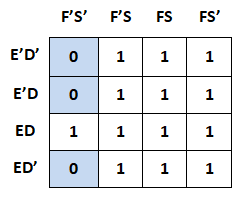 F'S' F'S FS FS'
E'D' 0 1 1 1
E'D 0 1 1 1
ED 1 1 1 1
ED' 0 1 1 1